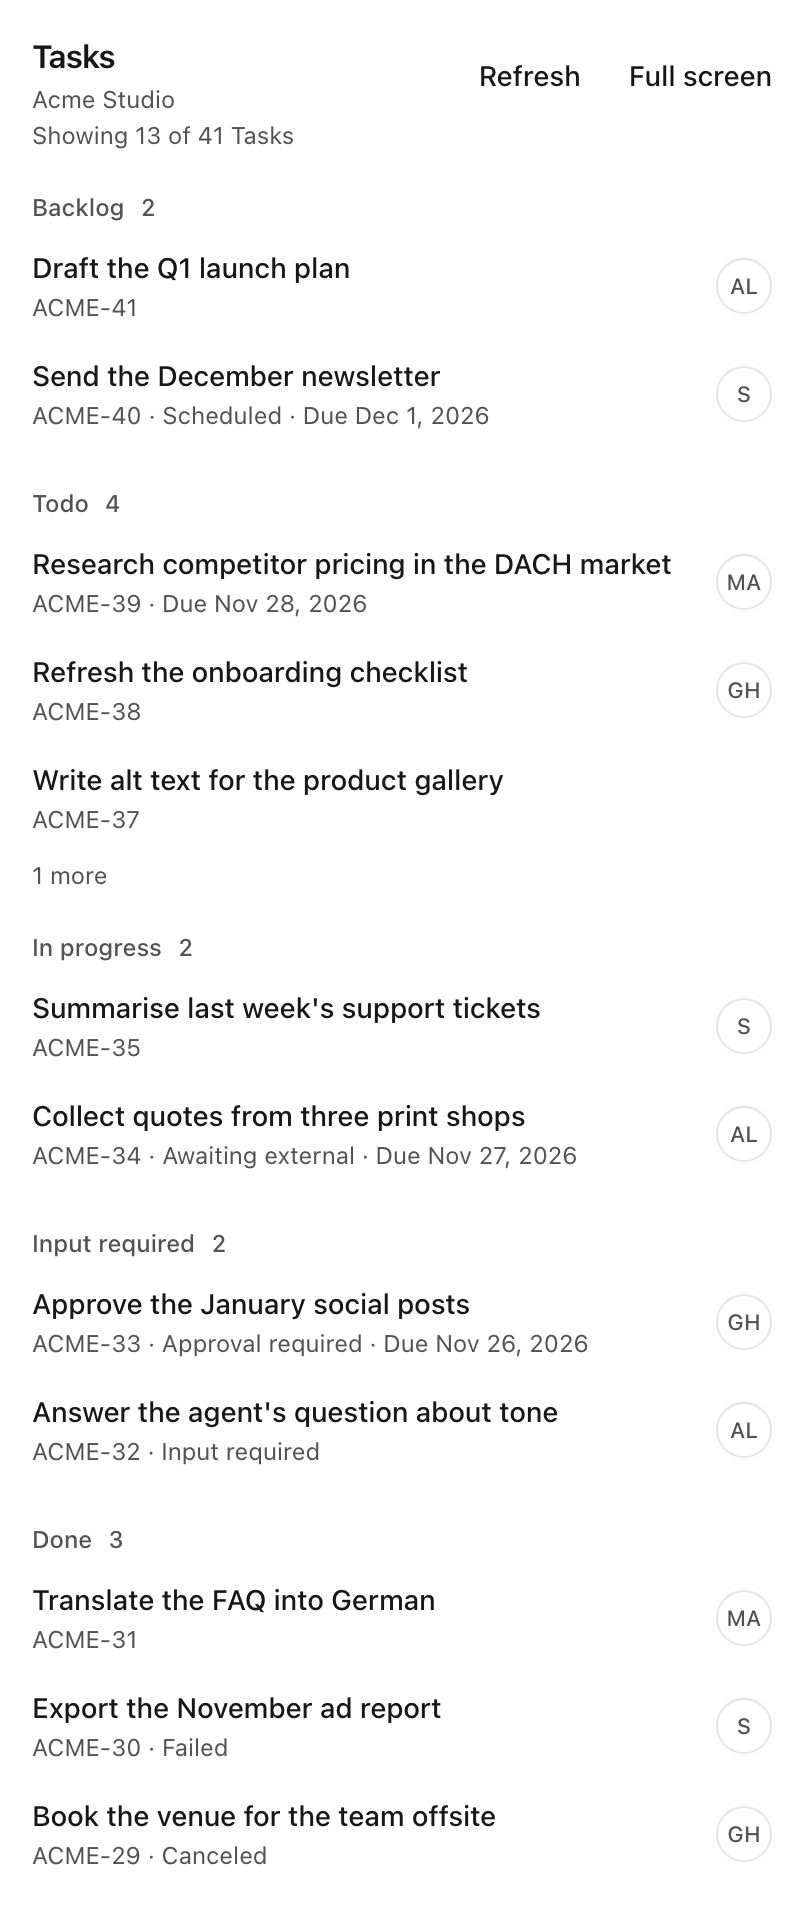 Tasks
Refresh
Full screen
Acme Studio
Showing 13 of 41 Tasks
Backlog 2
Draft the Q1 launch plan
AL
ACME-41
Send the December newsletter
S
ACME-40 · Scheduled · Due Dec 1, 2026
Todo 4
Research competitor pricing in the DACH market
MA
ACME-39 · Due Nov 28, 2026
Refresh the onboarding checklist
GH
ACME-38
Write alt text for the product gallery
ACME-37
1 more
In progress 2
Summarise last week's support tickets
S
ACME-35
Collect quotes from three print shops
AL
ACME-34 · Awaiting external · Due Nov 27, 2026
Input required 2
Approve the January social posts
GH
ACME-33 · Approval required · Due Nov 26, 2026
Answer the agent's question about tone
AL
ACME-32 · Input required
Done 3
Translate the FAQ into German
MA
ACME-31
Export the November ad report
S
ACME-30 · Failed
Book the venue for the team offsite
GH
ACME-29 · Canceled